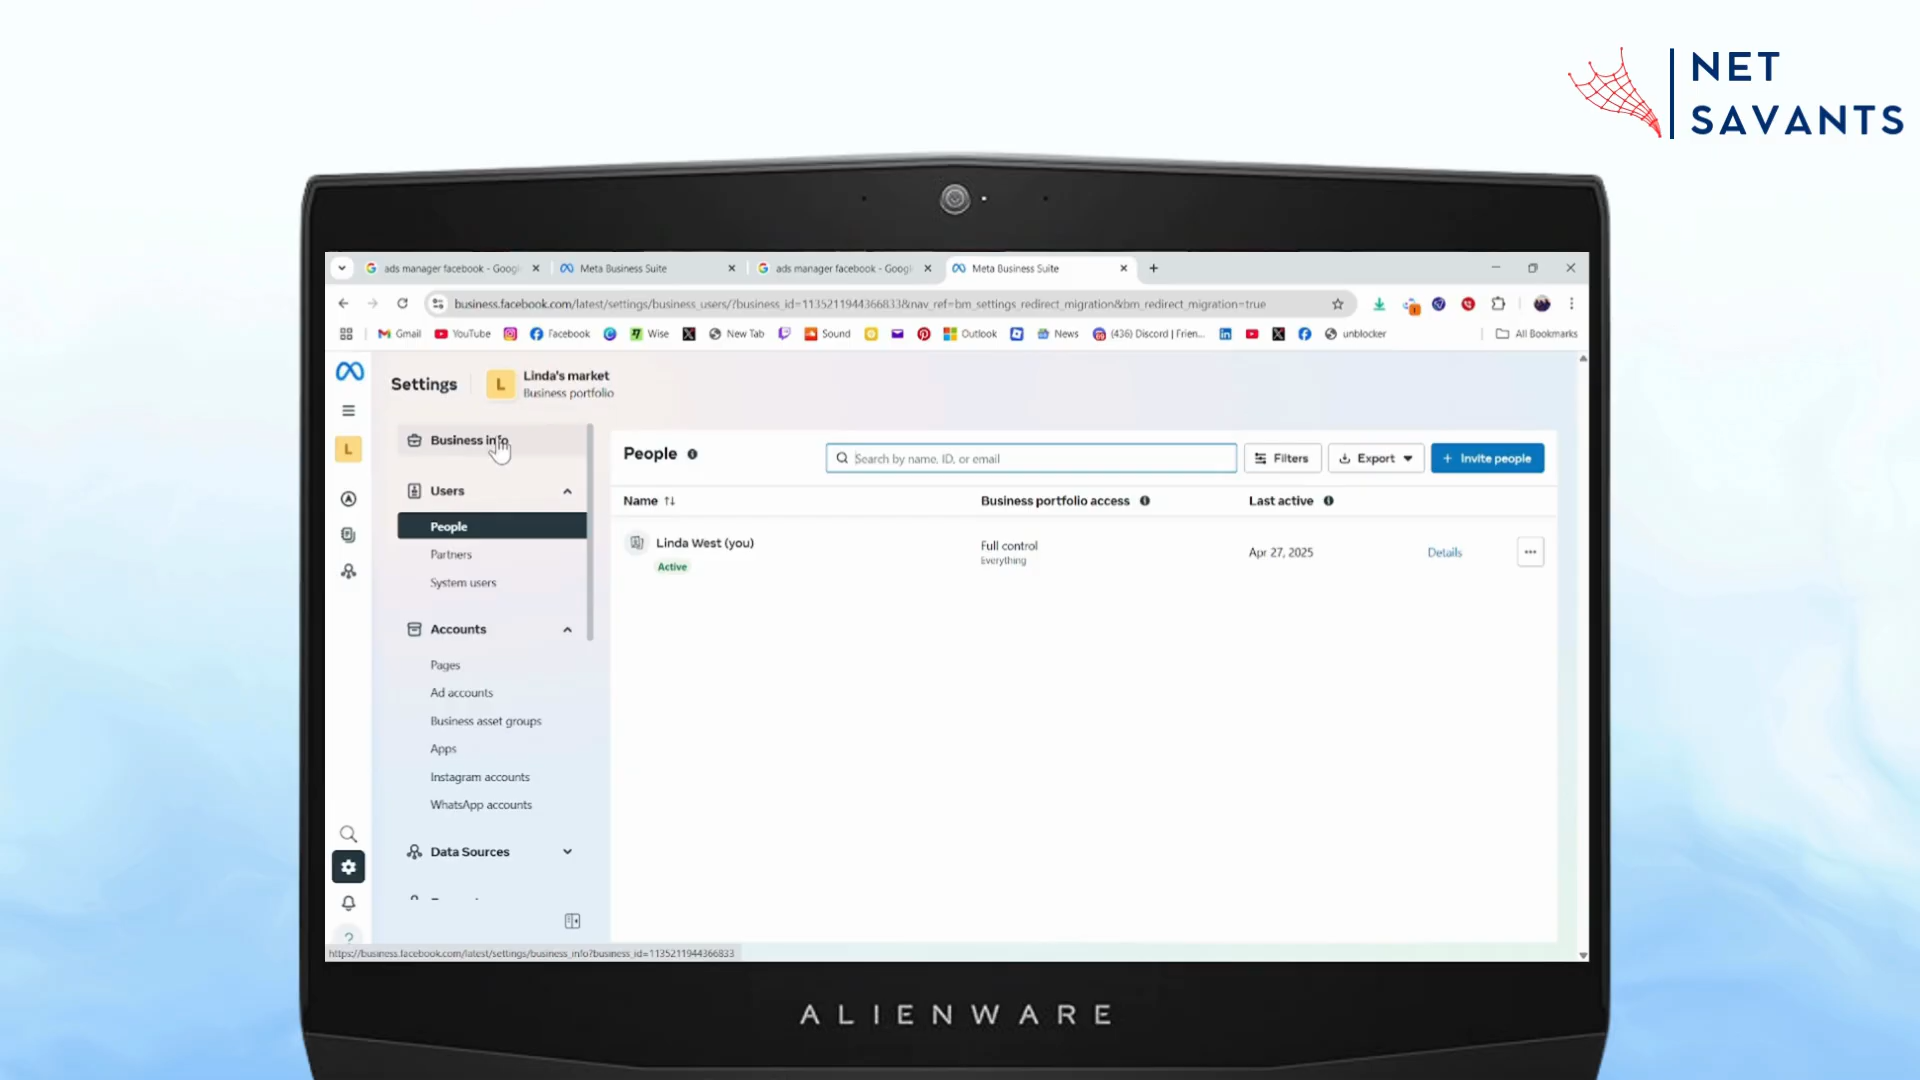 NET
SAVANTS
ads manager facebook - Googl
Meta Business Suite
ads manager facebook - Googl
Meta Business Suite
business.facebook.com/latest/settings/business_users/?business_id=1135211944366833&nav_ref=bm_settings_redirect_migration&bm_redirect_migration=true
Gmail
YouTube
Facebook
Wise
New Tab
Sound
Outlook
News
(436) Discord | Frien...
unblocker
All Bookmarks
Settings
L
Linda's market
Business portfolio
L
Business info
Users
People
Partners
System users
Accounts
Pages
Ad accounts
Business asset groups
Apps
Instagram accounts
WhatsApp accounts
Data Sources
People
Search by name, ID, or email
Filters
Export
+ Invite people
Name
Business portfolio access
Last active
Linda West (you)
Active
Full control
Everything
Apr 27, 2025
Details
https://business.facebook.com/latest/settings/business_info?business_id=1135211944366833
ALIENWARE